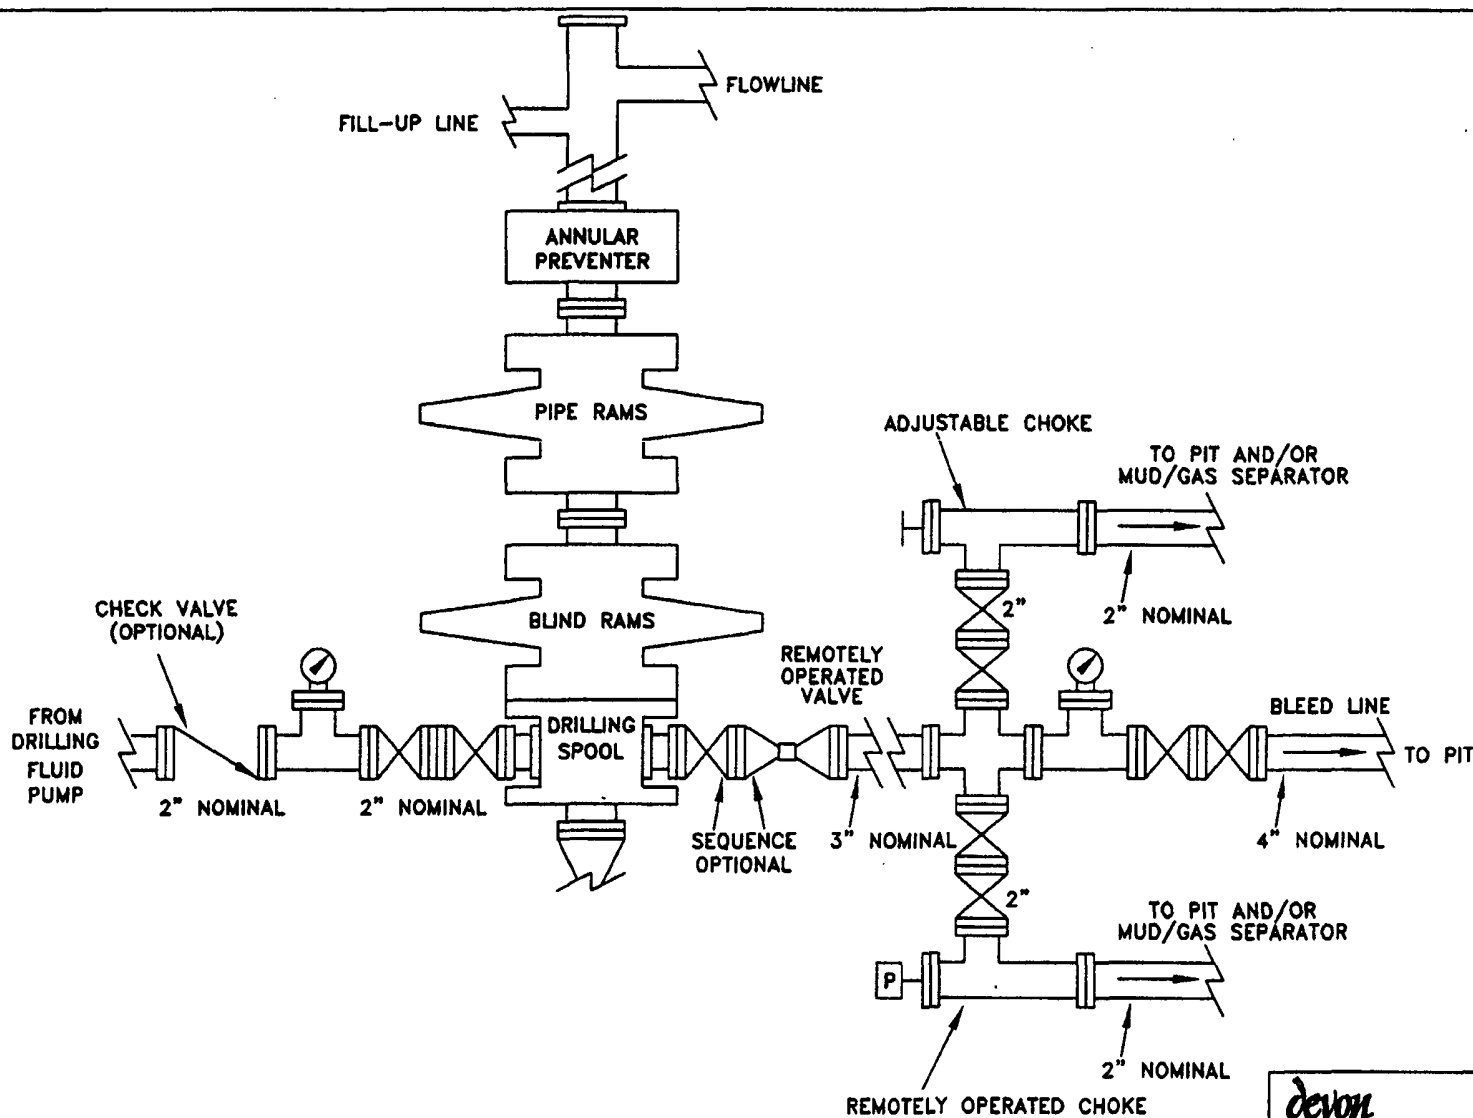 FLOWLINE
FILL-UP LINE
ANNULAR
PREVENTER
PIPE RAMS
ADJUSTABLE CHOKE
TO PIT AND/OR
MUD/GAS SEPARATOR
2" NOMINAL
2"
BLIND RAMS
CHECK VALVE
(OPTIONAL)
REMOTELY
OPERATED
VALVE
FROM
DRILLING
FLUID
PUMP
DRILLING
SPOOL
BLEED LINE
TO PIT
2" NOMINAL
2" NOMINAL
SEQUENCE
OPTIONAL
3" NOMINAL
4" NOMINAL
2"
TO PIT AND/OR
MUD/GAS SEPARATOR
P
2" NOMINAL
REMOTELY OPERATED CHOKE
devon